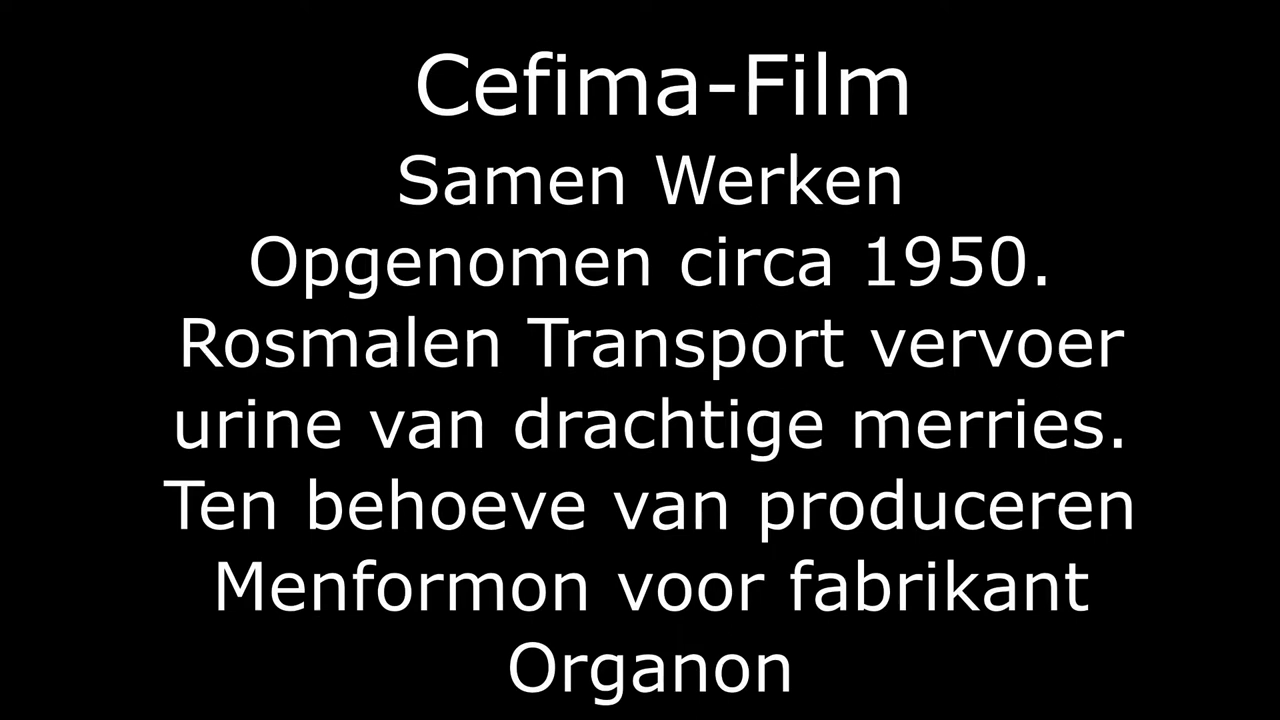 Cefima-Film
Samen Werken
Opgenomen circa 1950.
Rosmalen Transport vervoer
urine van drachtige merries.
Ten behoeve van produceren
Menformon voor fabrikant
Organon